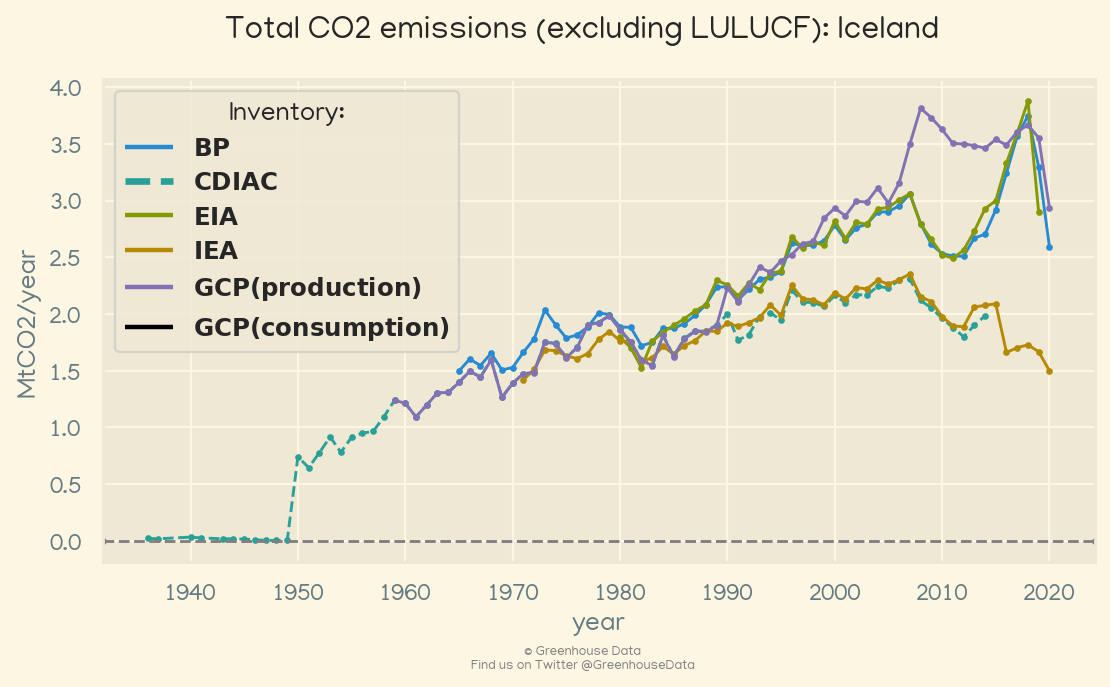 Total CO2 emissions (excluding LULUCF): Iceland
MtCO2/year
4.0
3.5
3.0
2.5
2.0
1.5
1.0
0.5
0.0
Inventory:
BP
CDIAC
EIA
IEA
GCP(production)
GCP(consumption)
1940 1950 1960 1970 1980 1990 2000 2010 2020
year
© Greenhouse Data
Find us on Twitter @GreenhouseData